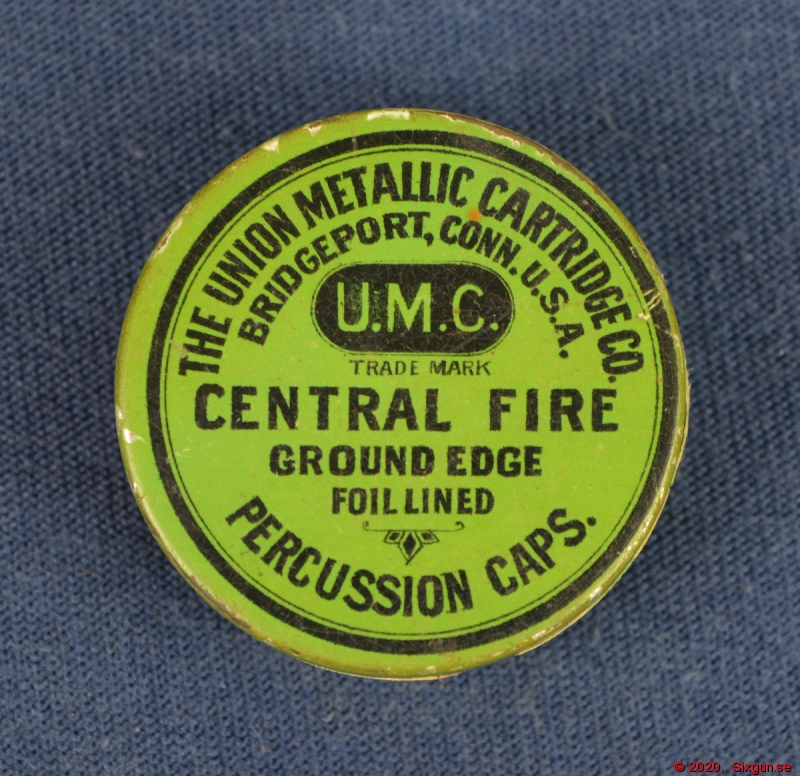 THE UNION METALLIC CARTRIDGE CO.
BRIDGEPORT, CONN. U.S.A.
U.M.C.
TRADE MARK
CENTRAL FIRE
GROUND EDGE
FOIL LINED
PERCUSSION CAPS.
© 2020, Sixgun.se